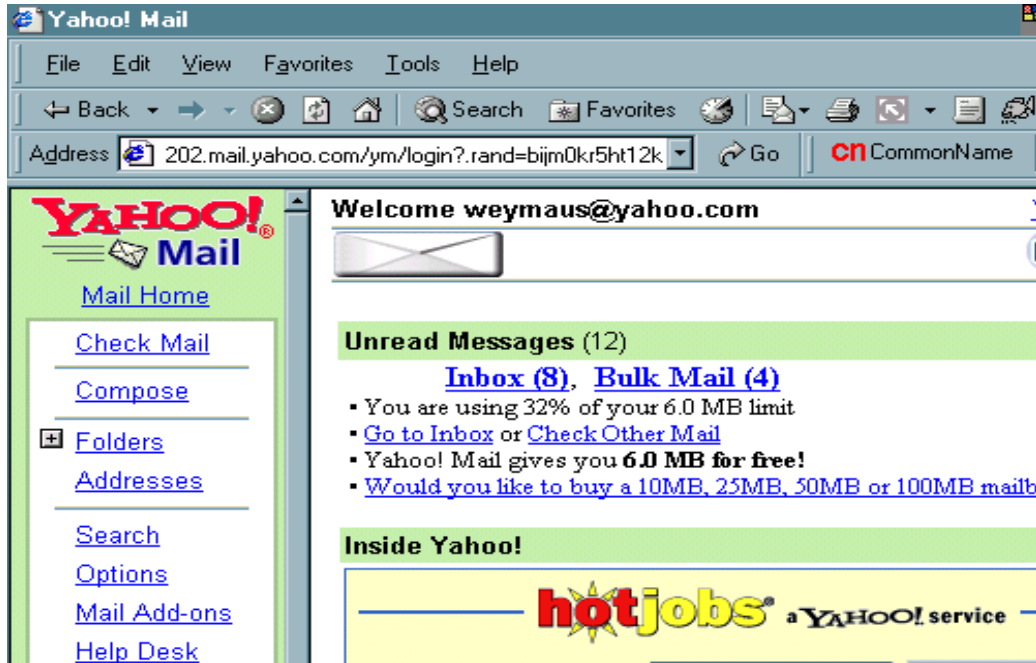 Yahoo! Mail
File Edit View Favorites Tools Help
Back Search Favorites
Address 202.mail.yahoo.com/ym/login?.rand=bijm0kr5ht12k Go cn CommonName
YAHOO!® Mail
Mail Home
Check Mail
Compose
Folders
Addresses
Search
Options
Mail Add-ons
Help Desk
Welcome weymaus@yahoo.com
Unread Messages (12)
Inbox (8), Bulk Mail (4)
▪ You are using 32% of your 6.0 MB limit
▪ Go to Inbox or Check Other Mail
▪ Yahoo! Mail gives you 6.0 MB for free!
▪ Would you like to buy a 10MB, 25MB, 50MB or 100MB mailb
Inside Yahoo!
hotjobs® a YAHOO! service